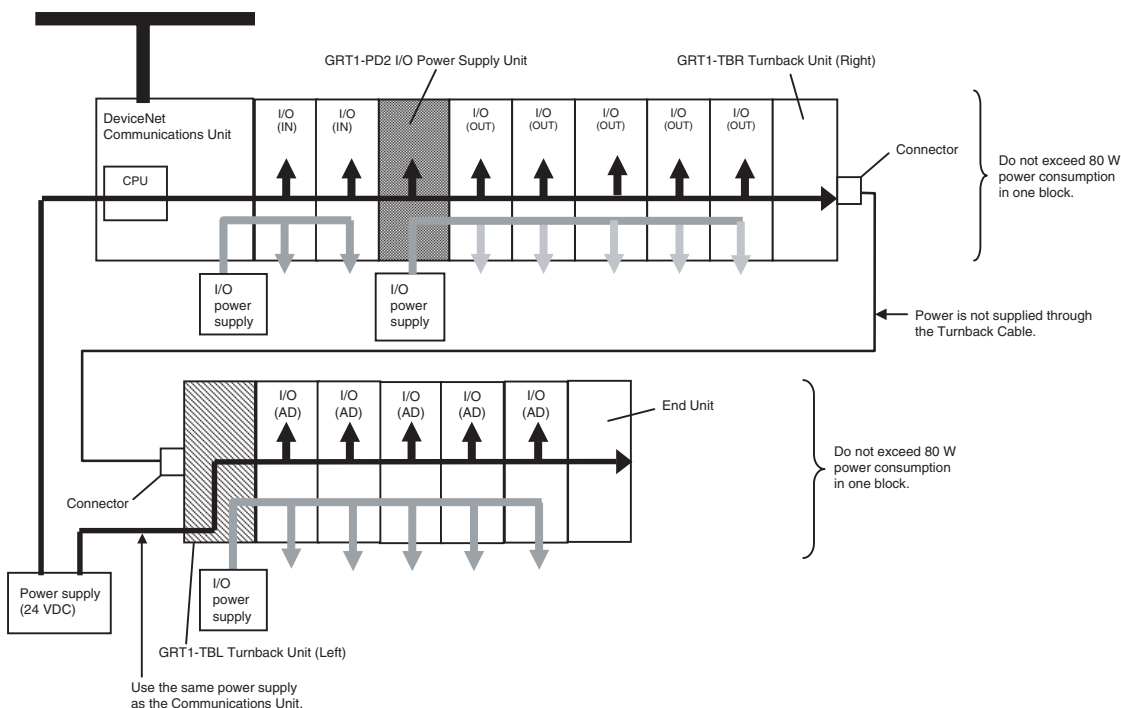 GRT1-PD2 I/O Power Supply Unit
GRT1-TBR Turnback Unit (Right)
DeviceNet
Communications Unit
CPU
I/O
(IN)
I/O
(IN)
I/O
(OUT)
I/O
(OUT)
I/O
(OUT)
I/O
(OUT)
I/O
(OUT)
Connector
Do not exceed 80 W
power consumption
in one block.
I/O
power
supply
I/O
power
supply
Power is not supplied through
the Turnback Cable.
I/O
(AD)
I/O
(AD)
I/O
(AD)
I/O
(AD)
I/O
(AD)
End Unit
Do not exceed 80 W
power consumption
in one block.
Connector
Power supply
(24 VDC)
I/O
power
supply
GRT1-TBL Turnback Unit (Left)
Use the same power supply
as the Communications Unit.